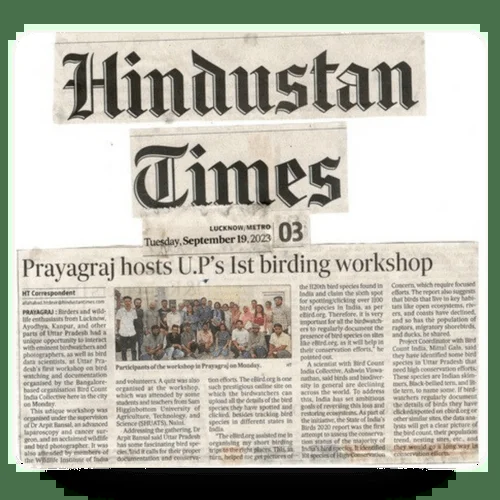 Hindustan
Times
LUCKNOW/METRO
Tuesday, September 19, 2023
03
Prayagraj hosts U.P's 1st birding workshop
HT Correspondent
allahabad.htdesk@hindustantimes.com
PRAYAGRAJ : Birders and wild-
life enthusiasts from Lucknow,
Ayodhya, Kanpur, and other
parts of Uttar Pradesh had a
unique opportunity to interact
with eminent birdwatchers and
photographers, as well as bird
data scientists, at Uttar Pra-
desh's first workshop on bird
watching and documentation
organised by the Bangalore-
based organisation Bird Count
India Collective here in the city
on Monday.
This unique workshop was
organised under the supervision
of Dr Arpit Bansal, an advanced
laparoscopy and cancer sur-
geon, and an acclaimed wildlife
and bird photographer. It was
also attended by members of
the Wildlife Institute of India
Participants of the workshop in Prayagraj on Monday.
HT
and volunteers. A quiz was also
organised at the workshop,
which was attended by some
students and teachers from Sam
Higginbottom University of
Agriculture, Technology, and
Science (SHUATS), Naini.
Addressing the gathering, Dr
Arpit Bansal said Uttar Pradesh
has some fascinating bird spe-
cies. And it calls for their proper
documentation and conserva-
tion efforts. The eBird.org is one
such prestigious online portal in
which the birdwatchers can
upload all the details of the bird
species they have spotted and
clicked, besides tracking bird
species in different states to
others.
"The eBird.org assisted me in
organising my short birding
trips to the right places. This, in
turn, helped me get pictures of
the 1120th bird species found in
India and claim the sixth spot
for spotting/clicking over 1100
bird species in India, as per
eBird.org. Therefore, it is very
important for all the birdwatch-
ers to regularly document the
presence of bird species on sites
like eBird.org, as it will help in
their conservation efforts," he
pointed out.
A scientist with Bird Count
India Collective, Ashwin Viswa-
nathan, said birds and biodiver-
sity in general are declining
across the world. To address
this, India has an ambitious
goals of reversing this loss and
restoring ecosystems. As part of
the initiative, the State of India's
Birds 2020 report was the first
attempt to assess the conserva-
tion status of the majority of
India's bird species. It identified
101 species of High Conservation
Concern, which require focused
efforts. The report also suggests
that birds that live in key habi-
tats like open ecosystems, riv-
ers, and coasts have declined,
and so has the population of
raptors, migratory shorebirds,
and ducks, he shared.
Project Coordinator with Bird
Count India, Mittal Gala, said
they have identified some bird
species in Uttar Pradesh that
need high conservation efforts.
These species are Indian skim-
mers, Black-bellied tern, and lit-
tle tern, to name some. If bird-
watchers regularly document
the details of birds they have
clicked/spotted on ebird.org or
other similar sites, the data ana-
lysts will get a clear picture of
the bird count, their population
trend, nesting sites, etc., and
they would go a long way in
conservation efforts.